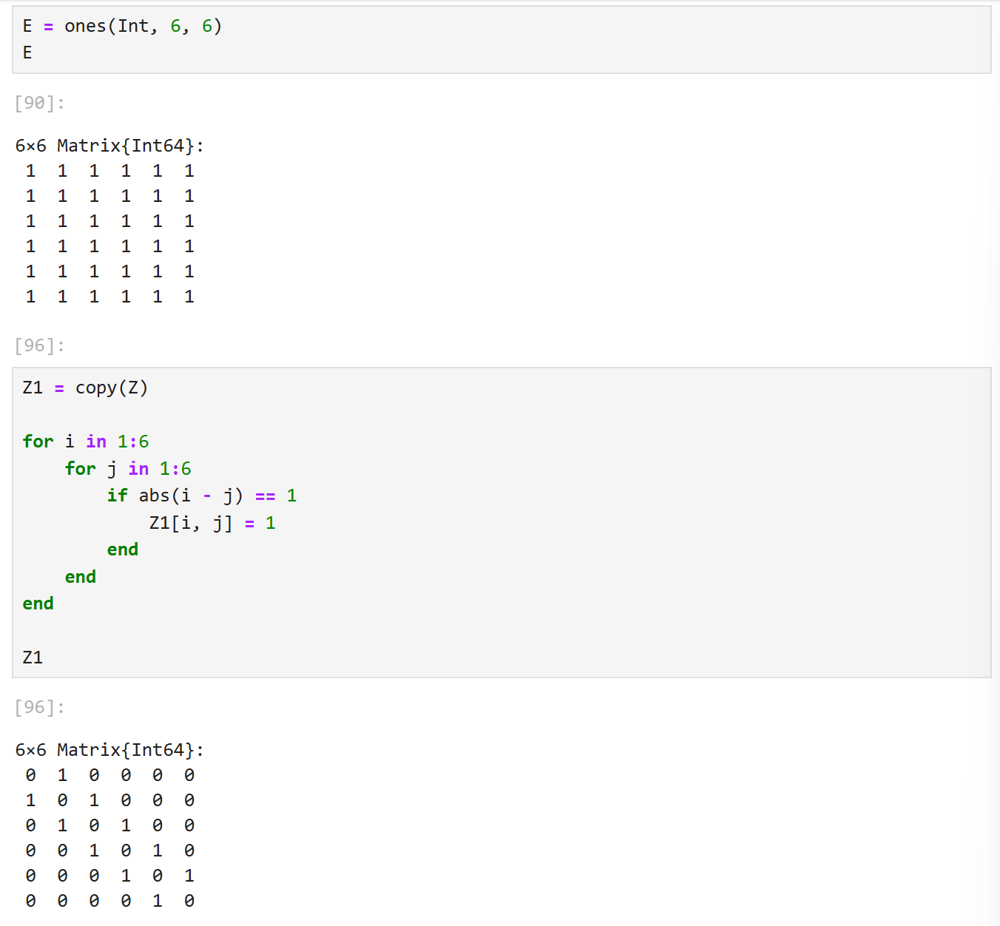 E = ones(Int, 6, 6)
E
[90]:
6×6 Matrix{Int64}:
 1  1  1  1  1  1
 1  1  1  1  1  1
 1  1  1  1  1  1
 1  1  1  1  1  1
 1  1  1  1  1  1
 1  1  1  1  1  1
[96]:
Z1 = copy(Z)
for i in 1:6
    for j in 1:6
        if abs(i - j) == 1
            Z1[i, j] = 1
        end
    end
end
Z1
[96]:
6×6 Matrix{Int64}:
 0  1  0  0  0  0
 1  0  1  0  0  0
 0  1  0  1  0  0
 0  0  1  0  1  0
 0  0  0  1  0  1
 0  0  0  0  1  0